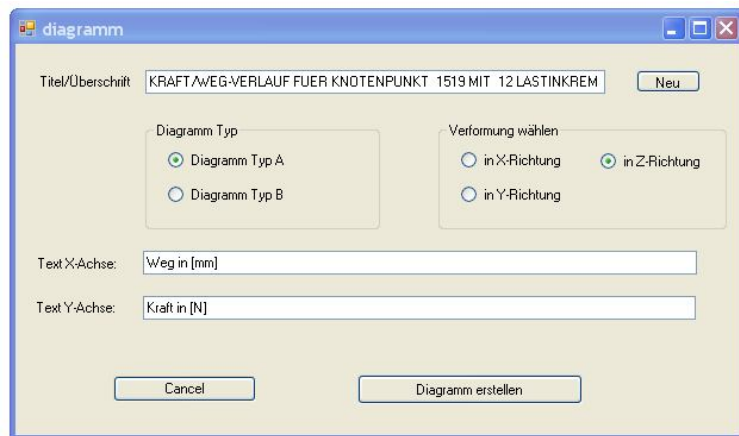 diagramm
Titel/Überschrift KRAFT/WEG-VERLAUF FUER KNOTENPUNKT 1519 MIT 12 LASTINKREM Neu
Diagramm Typ Verformung wählen
Diagramm Typ A in X-Richtung in Z-Richtung
Diagramm Typ B in Y-Richtung
Text X-Achse: Weg in [mm]
Text Y-Achse: Kraft in [N]
Cancel Diagramm erstellen